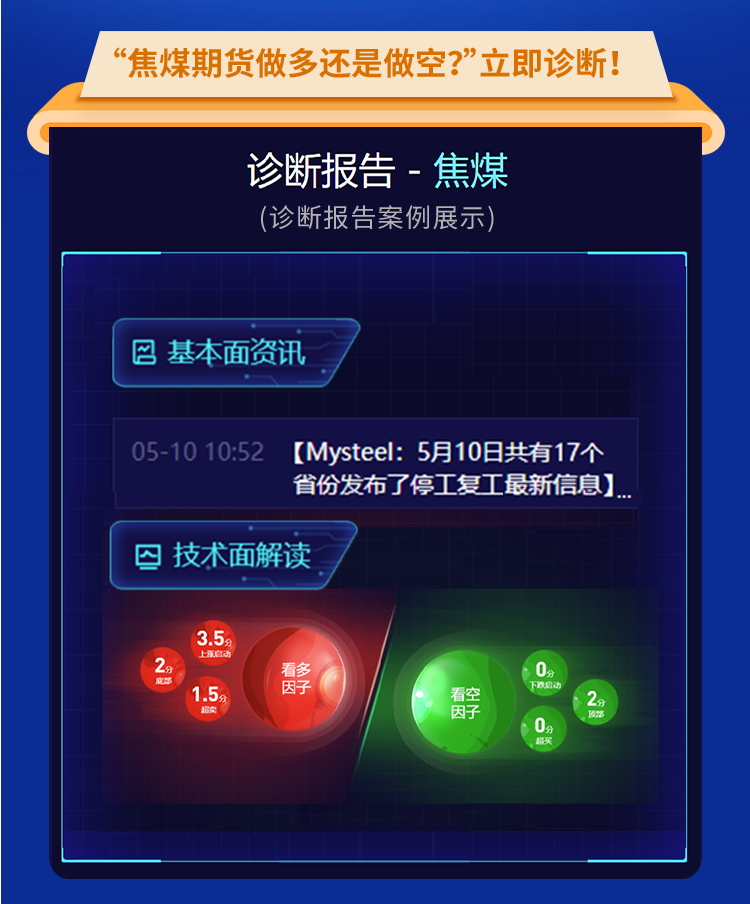 “焦煤期货做多还是做空？”立即诊断！
诊断报告 - 焦煤
(诊断报告案例展示)
基本面资讯
05-10 10:52 【Mysteel：5月10日共有17个
省份发布了停工复工最新信息】...
技术面解读
3.5分
上涨启动
2分
底部
1.5分
超卖
看多
因子
看空
因子
0分
下跌启动
2分
顶部
0分
超买